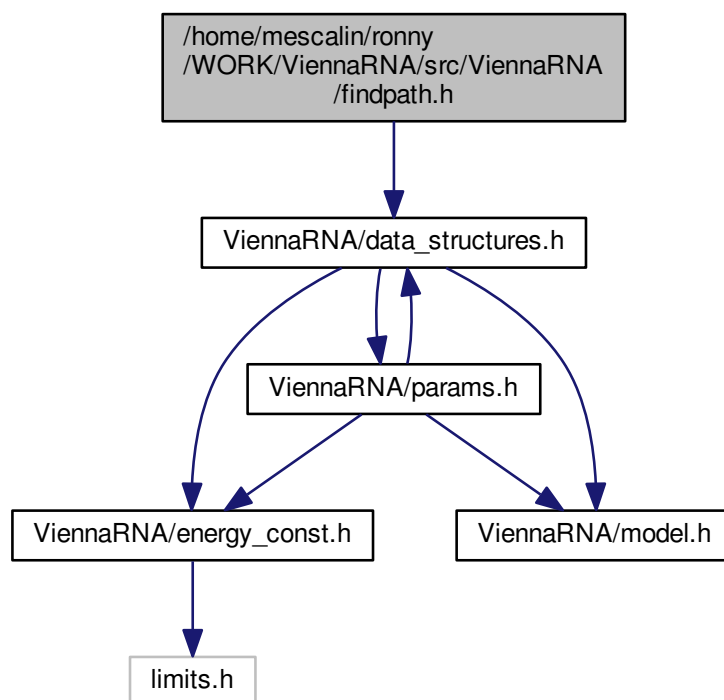 /home/mescalin/ronny
/WORK/ViennaRNA/src/ViennaRNA
/findpath.h
ViennaRNA/data_structures.h
ViennaRNA/params.h
ViennaRNA/energy_const.h
ViennaRNA/model.h
limits.h